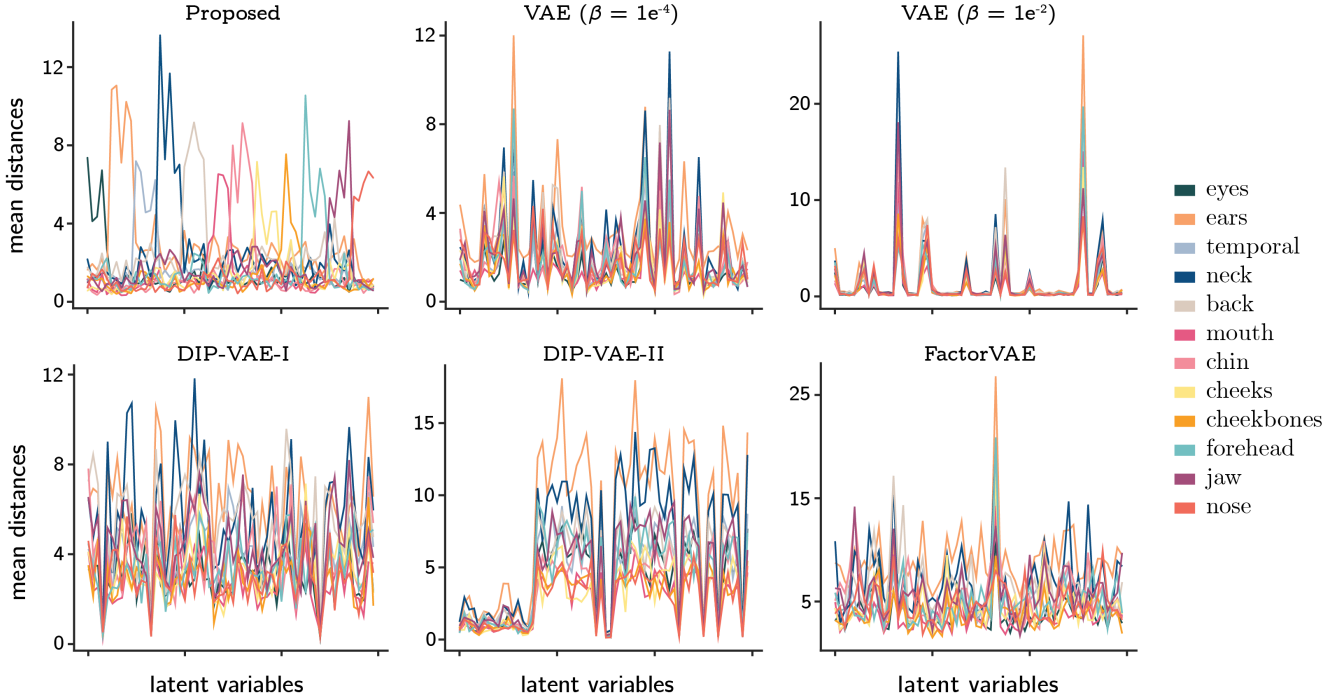 Proposed
VAE (β = 1e⁻⁴)
VAE (β = 1e⁻²)
mean distances
12
8
4
0
12
8
4
0
20
10
0
DIP-VAE-I
DIP-VAE-II
FactorVAE
mean distances
12
8
4
0
15
10
5
0
25
15
5
latent variables
latent variables
latent variables
eyes
ears
temporal
neck
back
mouth
chin
cheeks
cheekbones
forehead
jaw
nose